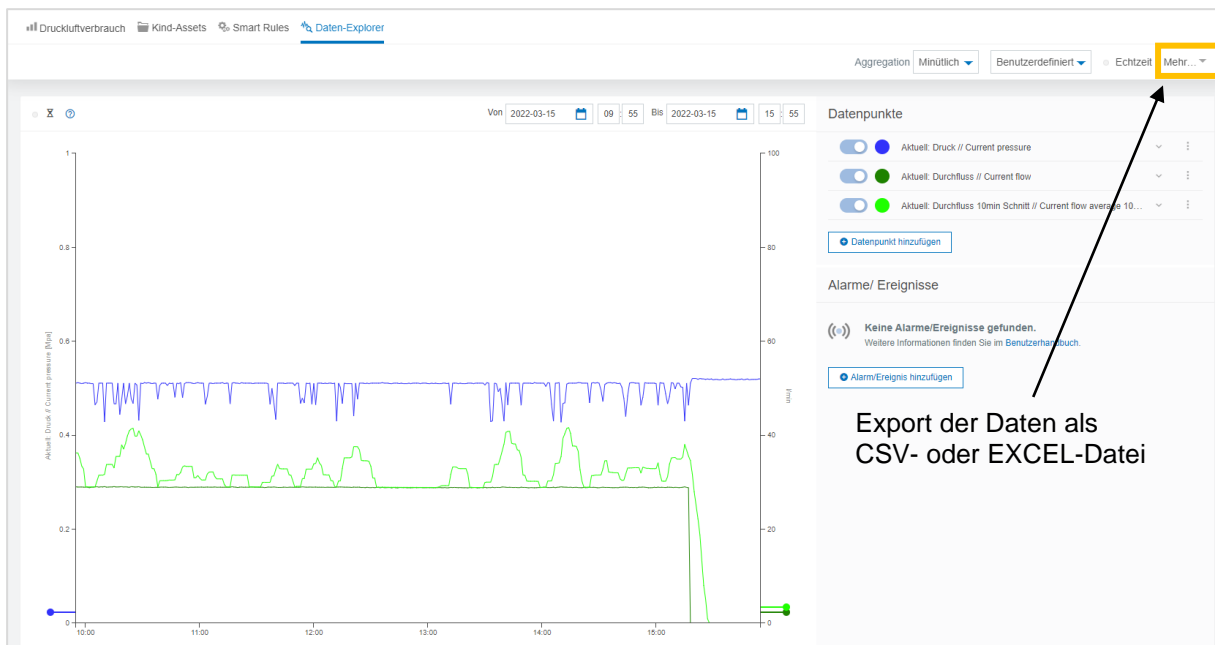 Druckluftverbrauch Kind-Assets Smart Rules Daten-Explorer
Aggregation Minütlich Benutzerdefiniert Echtzeit Mehr...
Von 2022-03-15 09 : 55 Bis 2022-03-15 15 : 55
Datenpunkte
Aktuell: Druck // Current pressure
Aktuell: Durchfluss // Current flow
Aktuell: Durchfluss 10min Schnitt // Current flow average 10...
Datenpunkt hinzufügen
Alarme/ Ereignisse
Keine Alarme/Ereignisse gefunden.
Weitere Informationen finden Sie im Benutzerhandbuch.
Alarm/Ereignis hinzufügen
Export der Daten als
CSV- oder EXCEL-Datei
Aktuell: Druck // Current pressure [Mpa]
1
0.8
0.6
0.4
0.2
0
100
80
60
40
20
0
l/min
10:00 11:00 12:00 13:00 14:00 15:00